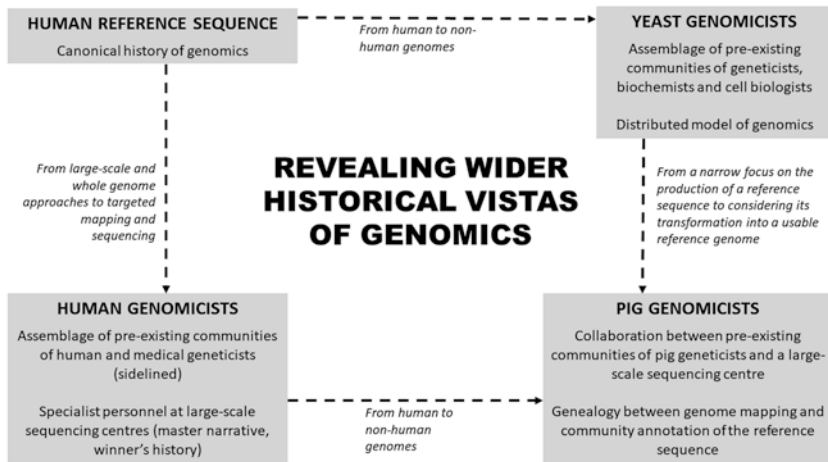 HUMAN REFERENCE SEQUENCE
Canonical history of genomics
From human to non-
human genomes
YEAST GENOMICISTS
Assemblage of pre-existing
communities of geneticists,
biochemists and cell biologists
Distributed model of genomics
From large-scale and
whole genome
approaches to targeted
mapping and
sequencing
REVEALING WIDER
HISTORICAL VISTAS
OF GENOMICS
From a narrow focus on the
production of a reference
sequence to considering its
transformation into a usable
reference genome
HUMAN GENOMICISTS
Assemblage of pre-existing communities
of human and medical geneticists
(sidelined)
Specialist personnel at large-scale
sequencing centres (master narrative,
winner's history)
From human to
non-human
genomes
PIG GENOMICISTS
Collaboration between pre-existing
communities of pig geneticists and a large-
scale sequencing centre
Genealogy between genome mapping and
community annotation of the reference
sequence